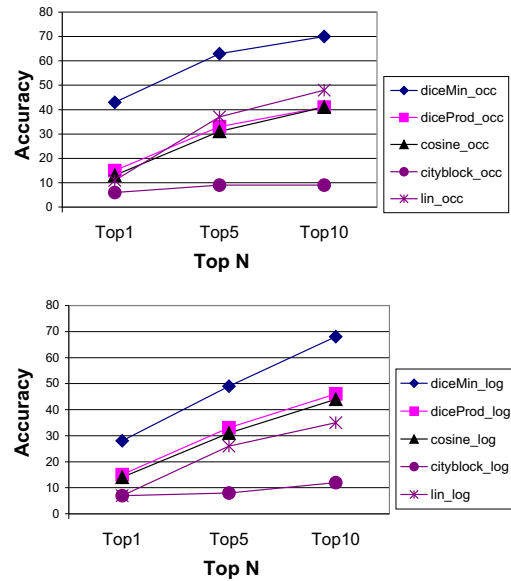 80
70
60
50
40
30
20
10
0
Accuracy
Top1 Top5 Top10
Top N
diceMin_occ
diceProd_occ
cosine_occ
cityblock_occ
lin_occ
80
70
60
50
40
30
20
10
0
Accuracy
Top1 Top5 Top10
Top N
diceMin_log
diceProd_log
cosine_log
cityblock_log
lin_log